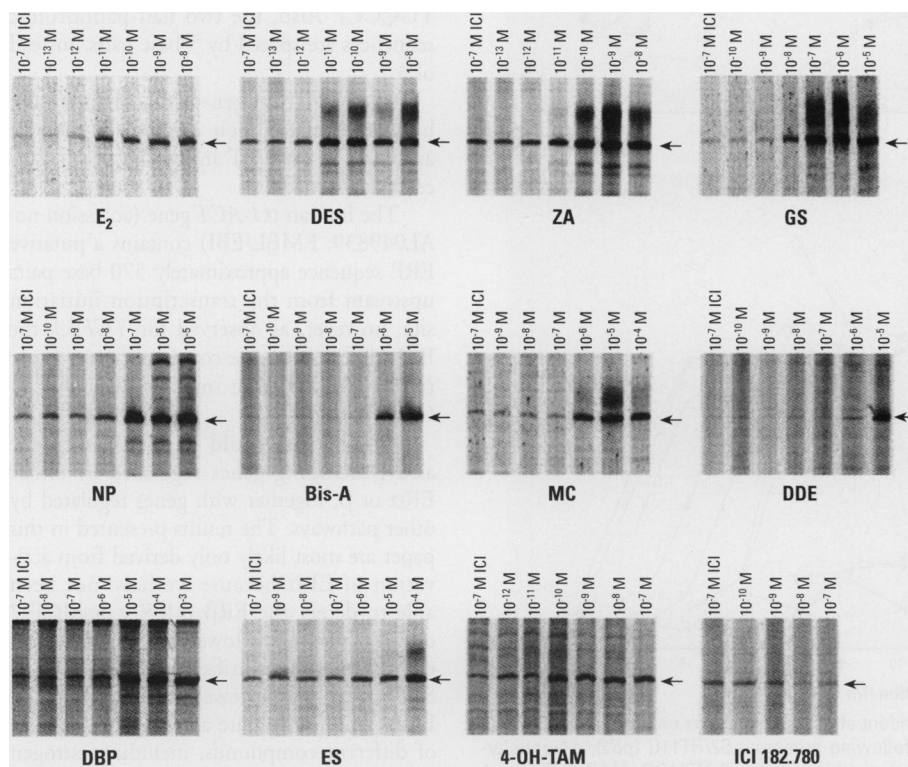 10⁻⁷ M ICI
10⁻¹³ M
10⁻¹² M
10⁻¹¹ M
10⁻¹⁰ M
10⁻⁹ M
10⁻⁸ M
E₂
10⁻⁷ M ICI
10⁻¹³ M
10⁻¹² M
10⁻¹¹ M
10⁻¹⁰ M
10⁻⁹ M
10⁻⁸ M
DES
10⁻⁷ M ICI
10⁻¹³ M
10⁻¹² M
10⁻¹¹ M
10⁻¹⁰ M
10⁻⁹ M
10⁻⁸ M
ZA
10⁻⁷ M ICI
10⁻¹⁰ M
10⁻⁹ M
10⁻⁸ M
10⁻⁷ M
10⁻⁶ M
10⁻⁵ M
GS
10⁻⁷ M ICI
10⁻¹⁰ M
10⁻⁹ M
10⁻⁸ M
10⁻⁷ M
10⁻⁶ M
10⁻⁵ M
NP
10⁻⁷ M ICI
10⁻¹⁰ M
10⁻⁹ M
10⁻⁸ M
10⁻⁷ M
10⁻⁶ M
10⁻⁵ M
Bis-A
10⁻⁷ M ICI
10⁻⁹ M
10⁻⁸ M
10⁻⁷ M
10⁻⁶ M
10⁻⁵ M
10⁻⁴ M
MC
10⁻⁷ M ICI
10⁻¹⁰ M
10⁻⁹ M
10⁻⁸ M
10⁻⁷ M
10⁻⁶ M
10⁻⁵ M
DDE
10⁻⁷ M ICI
10⁻⁸ M
10⁻⁷ M
10⁻⁶ M
10⁻⁵ M
10⁻⁴ M
10⁻³ M
DBP
10⁻⁷ M ICI
10⁻⁹ M
10⁻⁸ M
10⁻⁷ M
10⁻⁶ M
10⁻⁵ M
10⁻⁴ M
ES
10⁻⁷ M ICI
10⁻¹² M
10⁻¹¹ M
10⁻¹⁰ M
10⁻⁹ M
10⁻⁸ M
10⁻⁷ M
4-OH-TAM
10⁻⁷ M ICI
10⁻¹⁰ M
10⁻⁹ M
10⁻⁸ M
10⁻⁷ M
ICI 182.780